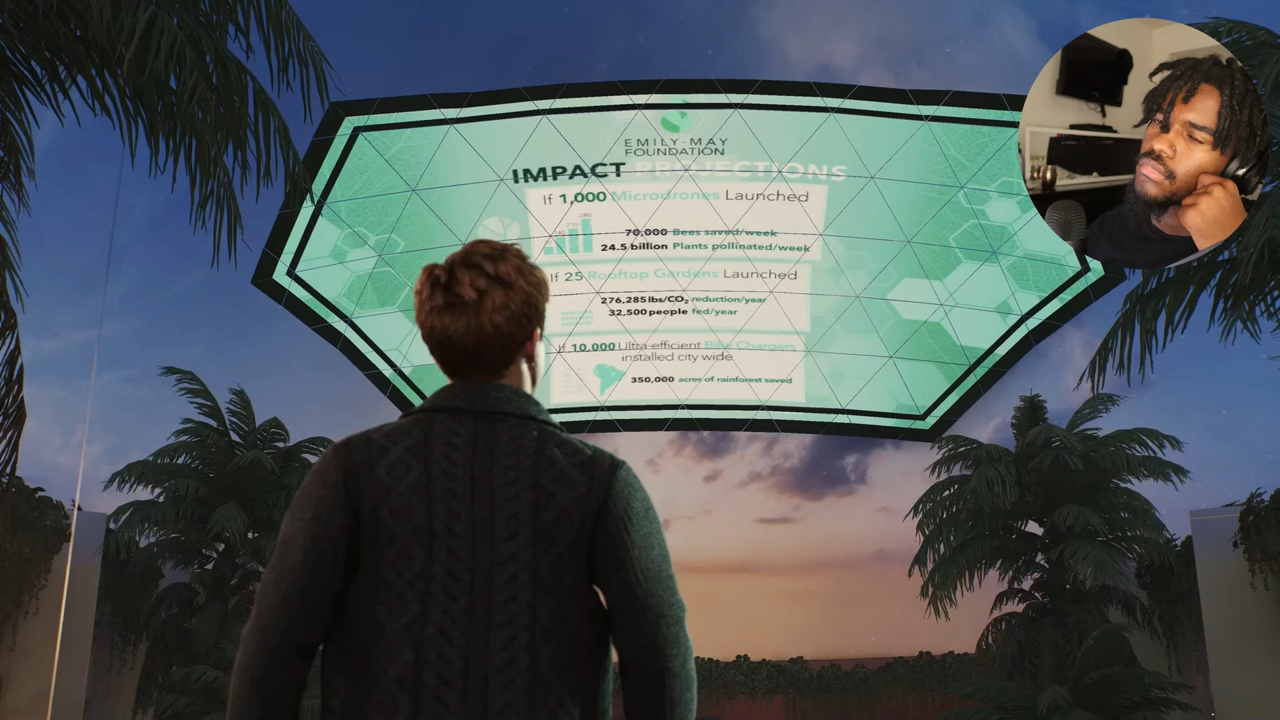 EMILY-MAY
FOUNDATION
IMPACT PROJECTIONS
If 1,000 Microdrones Launched
280
70,000 Bees saved/week
24.5 billion Plants pollinated/week
If 25 Rooftop Gardens Launched
276,285 lbs/CO₂ reduction/year
32,500 people fed/year
If 10,000 Ultra-efficient Bike Chargers
installed city wide
350,000 acres of rainforest saved